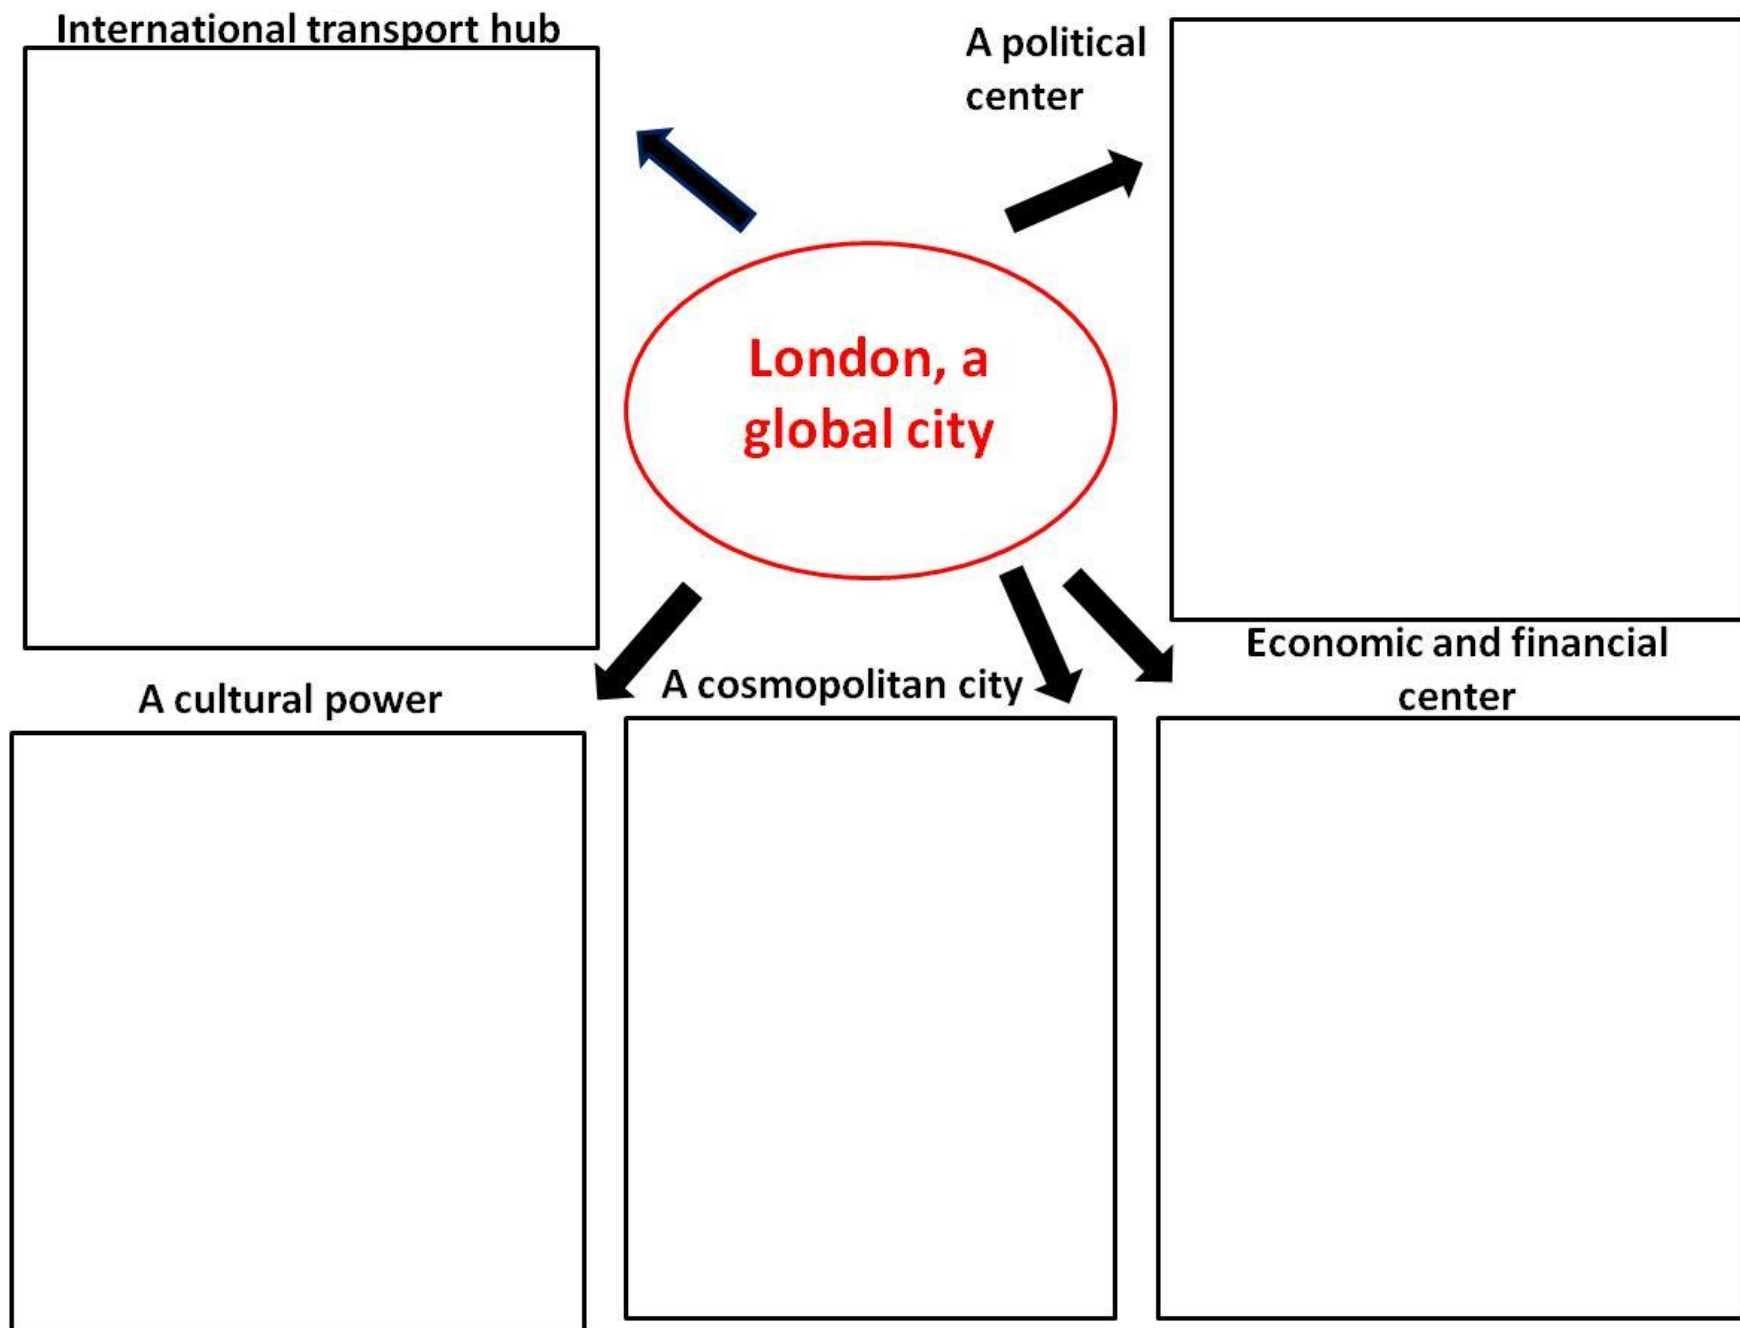 International transport hub
A political
center
London, a
global city
A cultural power
A cosmopolitan city
Economic and financial
center